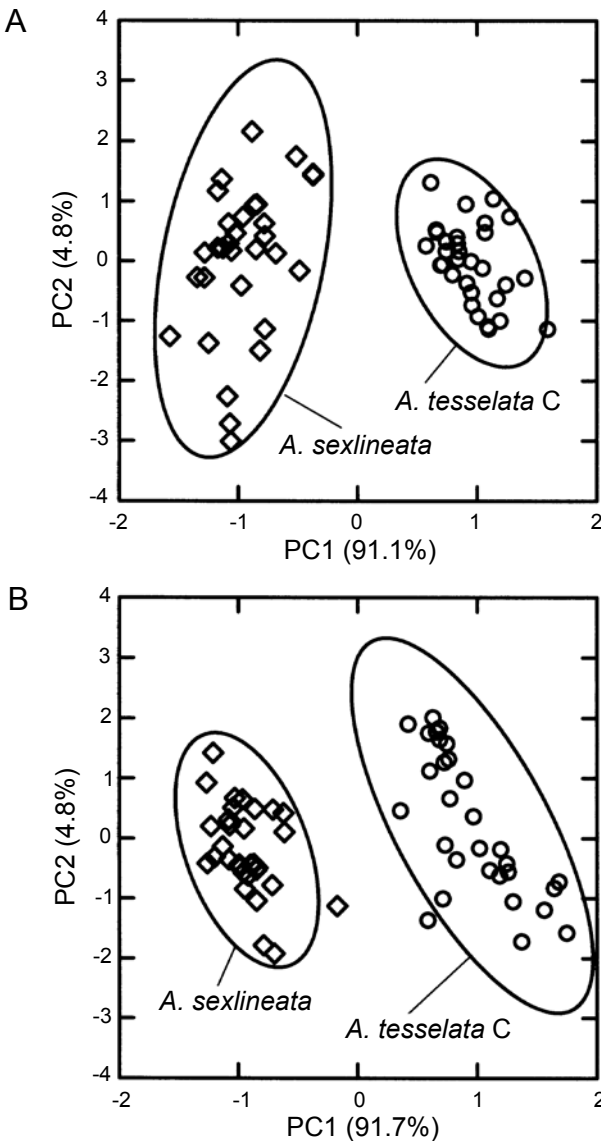 A
4
3
2
1
0
-1
-2
-3
-4
PC2 (4.8%)
A. tesselata C
A. sexlineata
-2 -1 0 1 2
PC1 (91.1%)
B
4
3
2
1
0
-1
-2
-3
-4
PC2 (4.8%)
A. sexlineata
A. tesselata C
-2 -1 0 1 2
PC1 (91.7%)